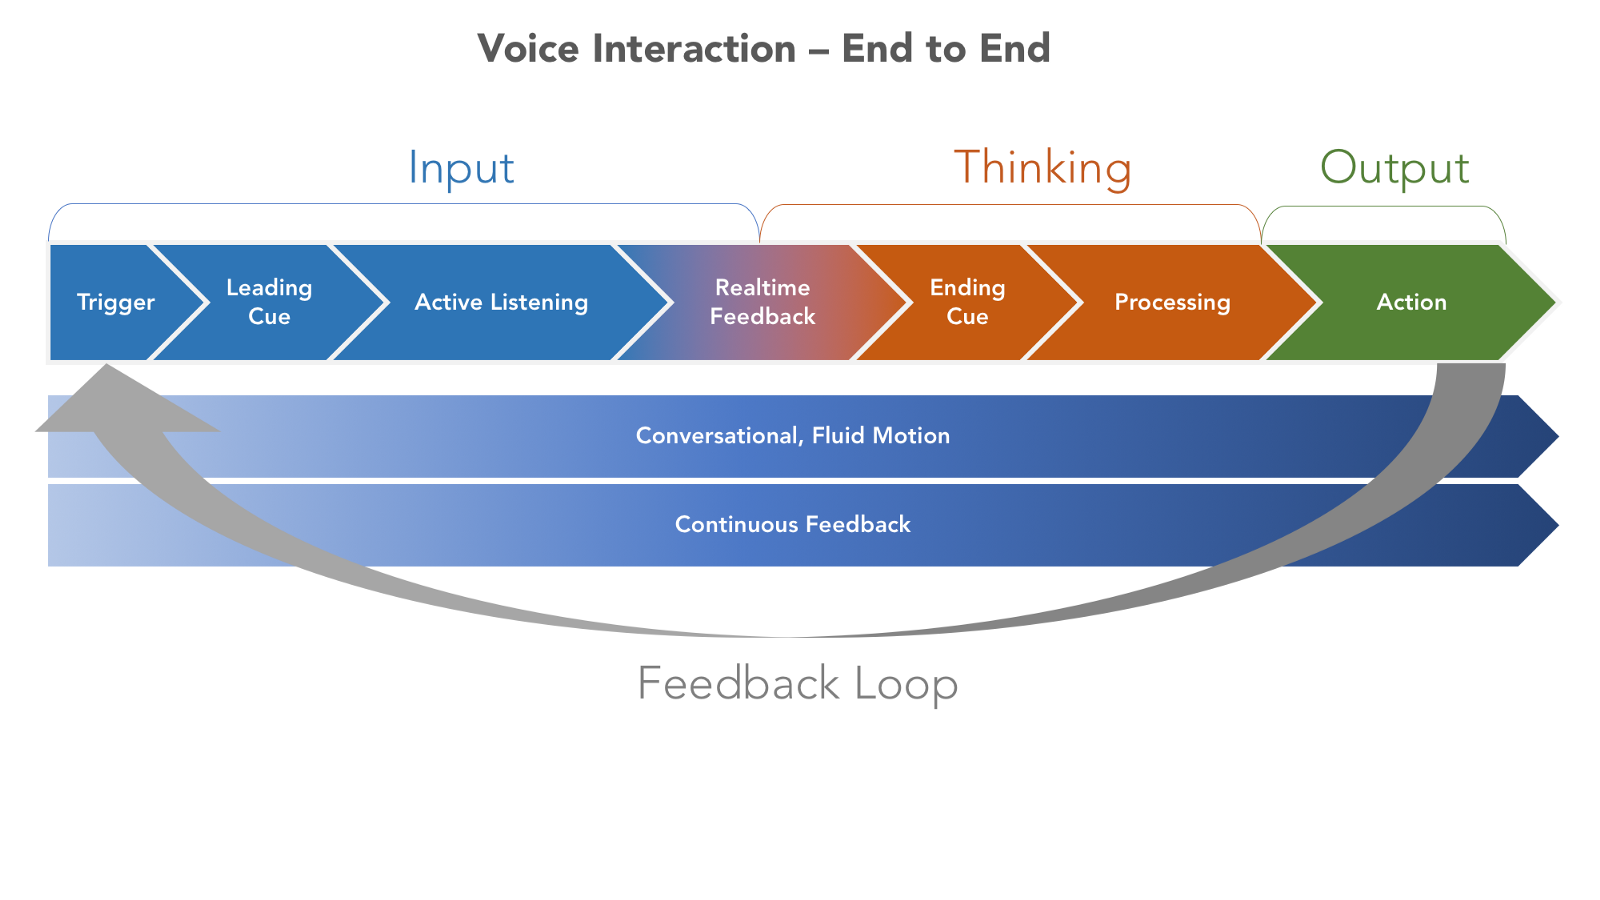 Voice Interaction – End to End
Input
Thinking
Output
Trigger
Leading
Cue
Active Listening
Realtime
Feedback
Ending
Cue
Processing
Action
Conversational, Fluid Motion
Continuous Feedback
Feedback Loop